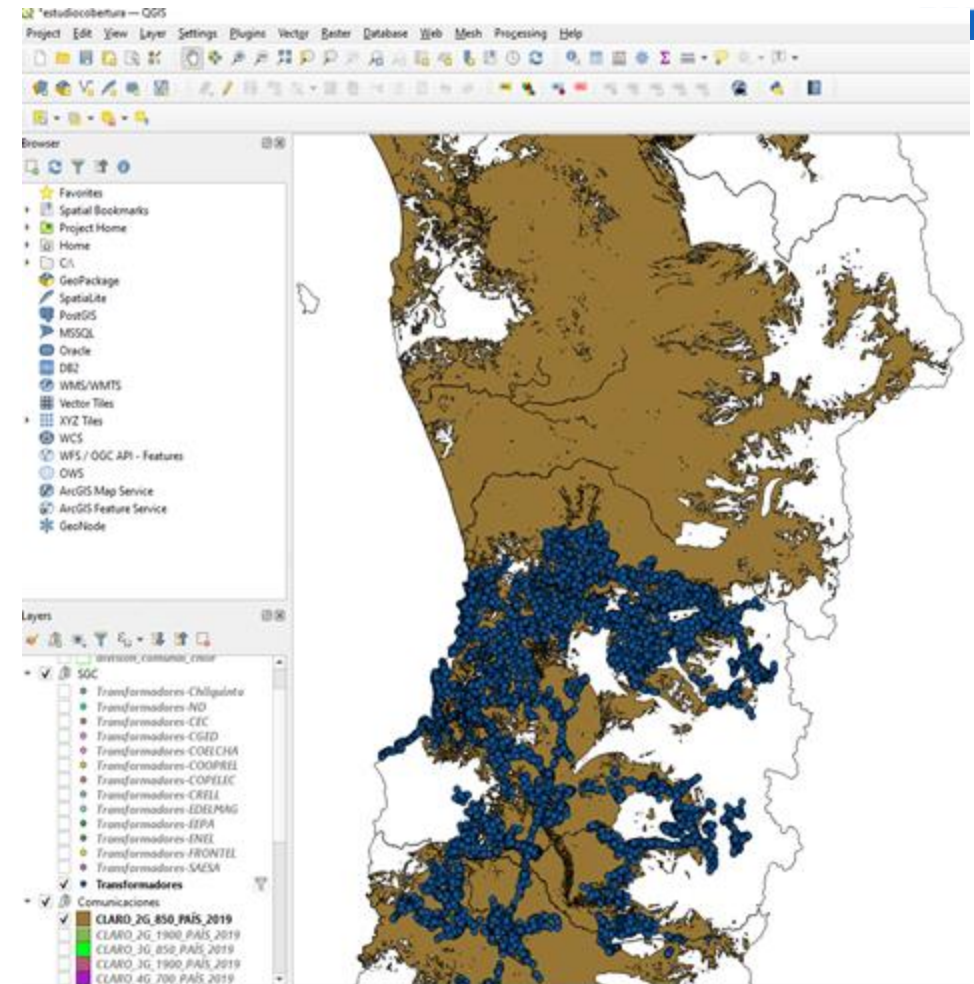 *estudiocobertura — QGIS
Project Edit View Layer Settings Plugins Vector Raster Database Web Mesh Processing Help
Browser
Favorites
Spatial Bookmarks
Project Home
Home
C:\
GeoPackage
SpatiaLite
PostGIS
MSSQL
Oracle
DB2
WMS/WMTS
Vector Tiles
XYZ Tiles
WCS
WFS / OGC API - Features
OWS
ArcGIS Map Service
ArcGIS Feature Service
GeoNode
Layers
division_comunal_chile
SGC
Transformadores-Chilquinta
Transformadores-ND
Transformadores-CEC
Transformadores-CGED
Transformadores-COELCHA
Transformadores-COOPREL
Transformadores-COPELEC
Transformadores-CRELL
Transformadores-EDELMAG
Transformadores-EEPA
Transformadores-ENEL
Transformadores-FRONTEL
Transformadores-SAESA
Transformadores
Comunicaciones
CLARO_2G_850_PAÍS_2019
CLARO_2G_1900_PAÍS_2019
CLARO_3G_850_PAÍS_2019
CLARO_3G_1900_PAÍS_2019
CLARO_4G_700_PAÍS_2019